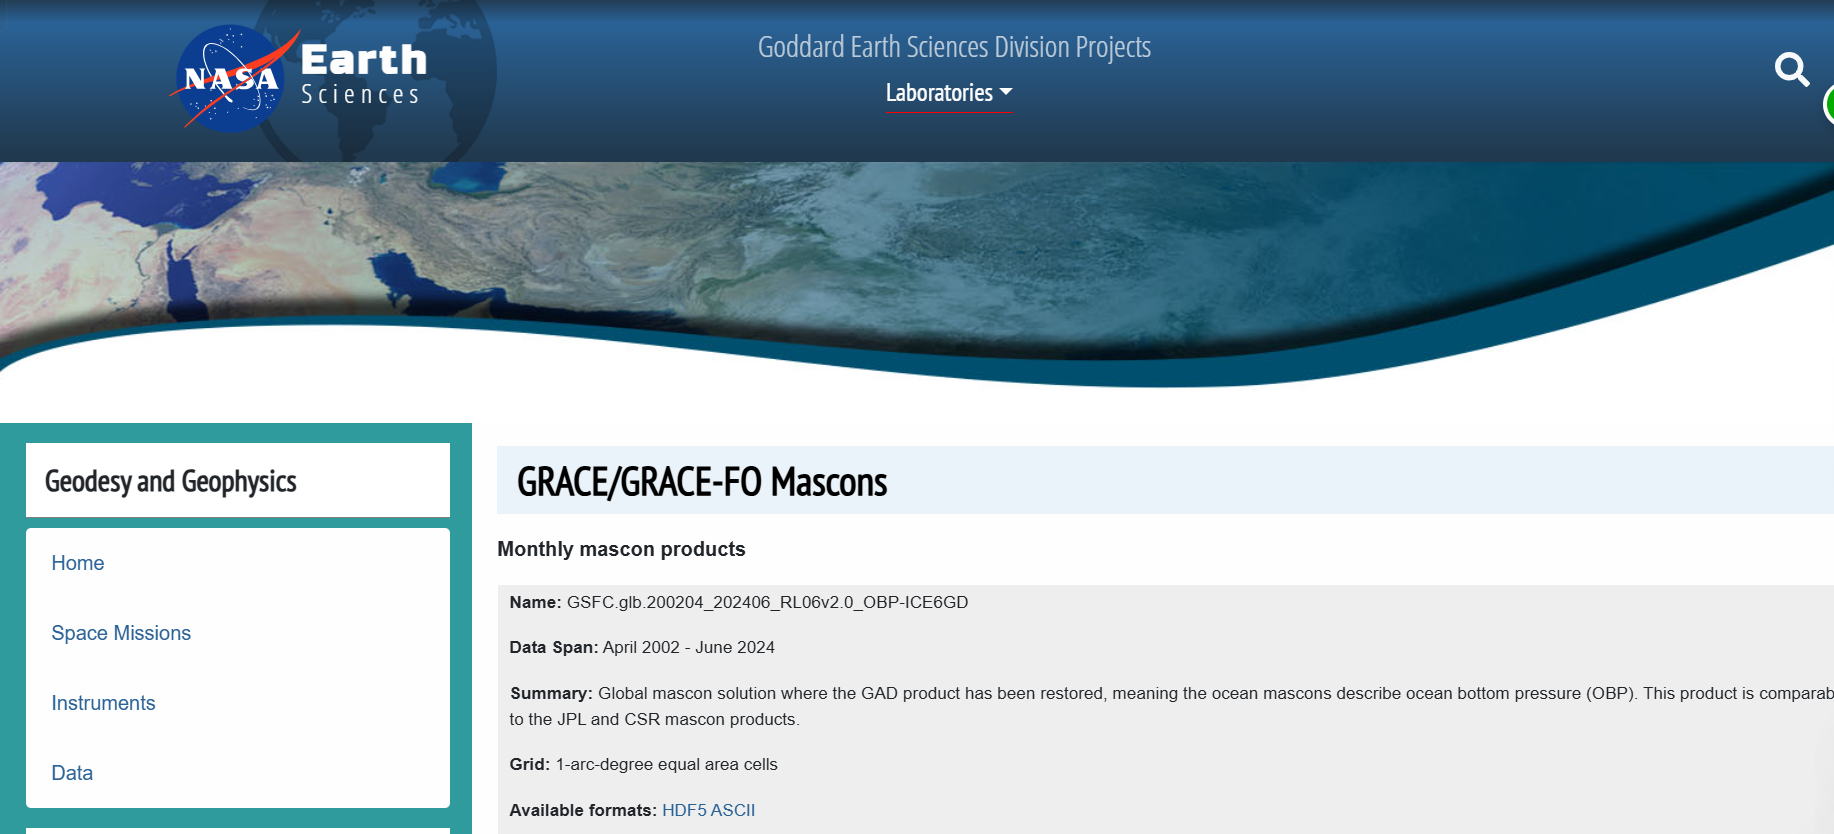 NASA
Earth
Sciences
Goddard Earth Sciences Division Projects
Laboratories
Geodesy and Geophysics
Home
Space Missions
Instruments
Data
GRACE/GRACE-FO Mascons
Monthly mascon products
Name: GSFC.glb.200204_202406_RL06v2.0_OBP-ICE6GD
Data Span: April 2002 - June 2024
Summary: Global mascon solution where the GAD product has been restored, meaning the ocean mascons describe ocean bottom pressure (OBP). This product is comparab
to the JPL and CSR mascon products.
Grid: 1-arc-degree equal area cells
Available formats: HDF5 ASCII